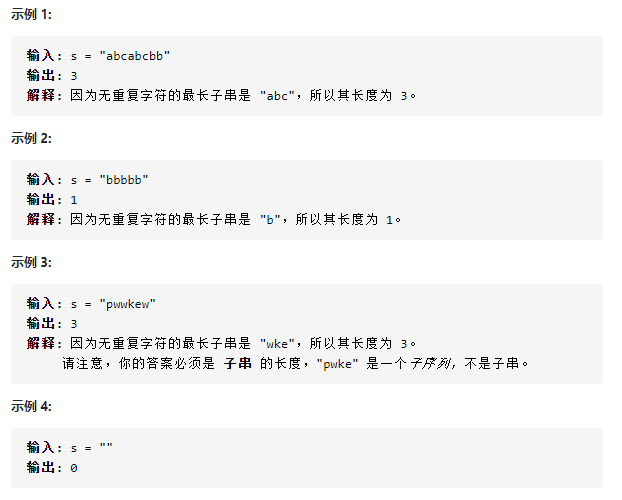 示例 1:
输入: s = "abcabcbb"
输出: 3
解释: 因为无重复字符的最长子串是 "abc"，所以其长度为 3。
示例 2:
输入: s = "bbbbb"
输出: 1
解释: 因为无重复字符的最长子串是 "b"，所以其长度为 1。
示例 3:
输入: s = "pwwkew"
输出: 3
解释: 因为无重复字符的最长子串是 "wke"，所以其长度为 3。
请注意，你的答案必须是 子串 的长度，"pwke" 是一个子序列，不是子串。
示例 4:
输入: s = ""
输出: 0